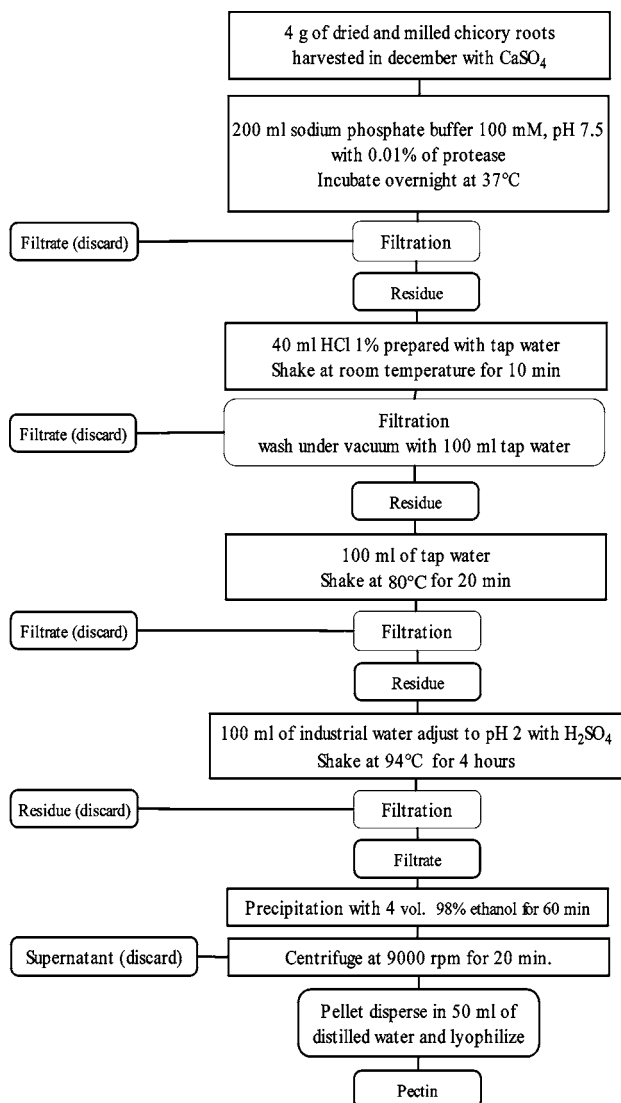 4 g of dried and milled chicory roots
harvested in december with CaSO₄
200 ml sodium phosphate buffer 100 mM, pH 7.5
with 0.01% of protease
Incubate overnight at 37°C
Filtrate (discard)
Filtration
Residue
40 ml HCl 1% prepared with tap water
Shake at room temperature for 10 min
Filtrate (discard)
Filtration
wash under vacuum with 100 ml tap water
Residue
100 ml of tap water
Shake at 80°C for 20 min
Filtrate (discard)
Filtration
Residue
100 ml of industrial water adjust to pH 2 with H₂SO₄
Shake at 94°C for 4 hours
Residue (discard)
Filtration
Filtrate
Precipitation with 4 vol. 98% ethanol for 60 min
Supernatant (discard)
Centrifuge at 9000 rpm for 20 min.
Pellet disperse in 50 ml of
distilled water and lyophilize
Pectin